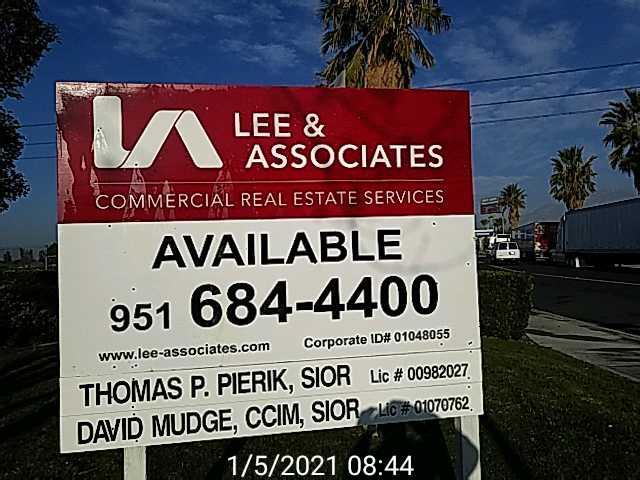 LEE &
ASSOCIATES
COMMERCIAL REAL ESTATE SERVICES
AVAILABLE
951 684-4400
www.lee-associates.com Corporate ID# 01048055
THOMAS P. PIERIK, SIOR Lic # 00982027
DAVID MUDGE, CCIM, SIOR Lic # 01070762
1/5/2021 08:44